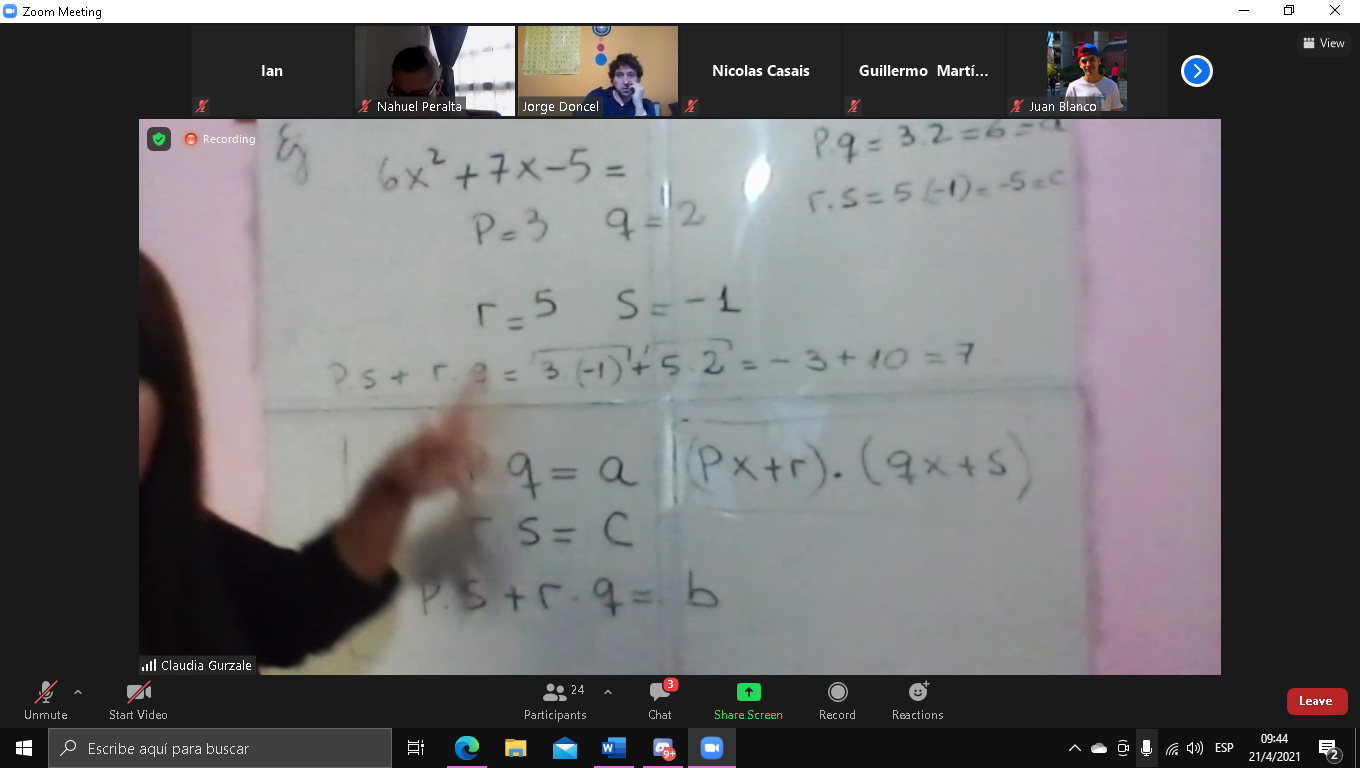 Zoom Meeting
View
Ian
Nahuel Peralta
Jorge Doncel
Nicolas Casais
Guillermo Martí...
Juan Blanco
Recording
Ej
6x² + 7x - 5 =
p.q = 3.2 = 6 = a
r.s = 5(-1) = -5 = c
p = 3 q = 2
r = 5 s = -1
p.s + r.q = 3(-1) + 5.2 = -3 + 10 = 7
q = a (px+r).(qx+s)
r s = c
p.s + r.q = b
Claudia Gurzale
Unmute
Start Video
24
Participants
3
Chat
Share Screen
Record
Reactions
Leave
Escribe aquí para buscar
9+
ESP
09:44
21/4/2021
2